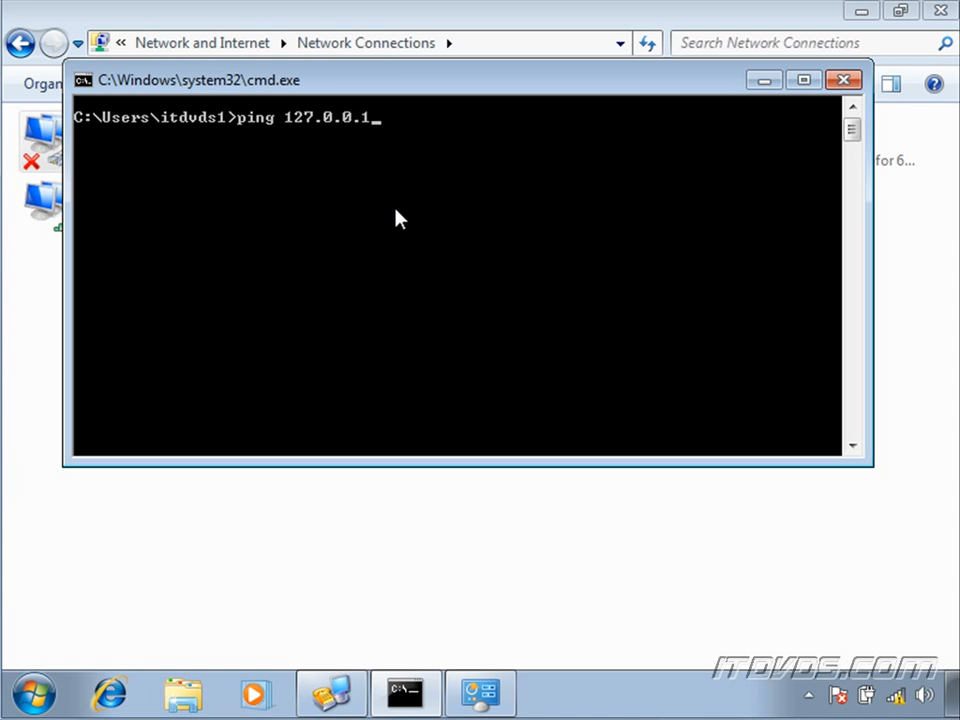 « Network and Internet Network Connections
Search Network Connections
Organ
C:\Windows\system32\cmd.exe
C:\Users\itdvds1>ping 127.0.0.1_
for 6...
ITDVDS.COM